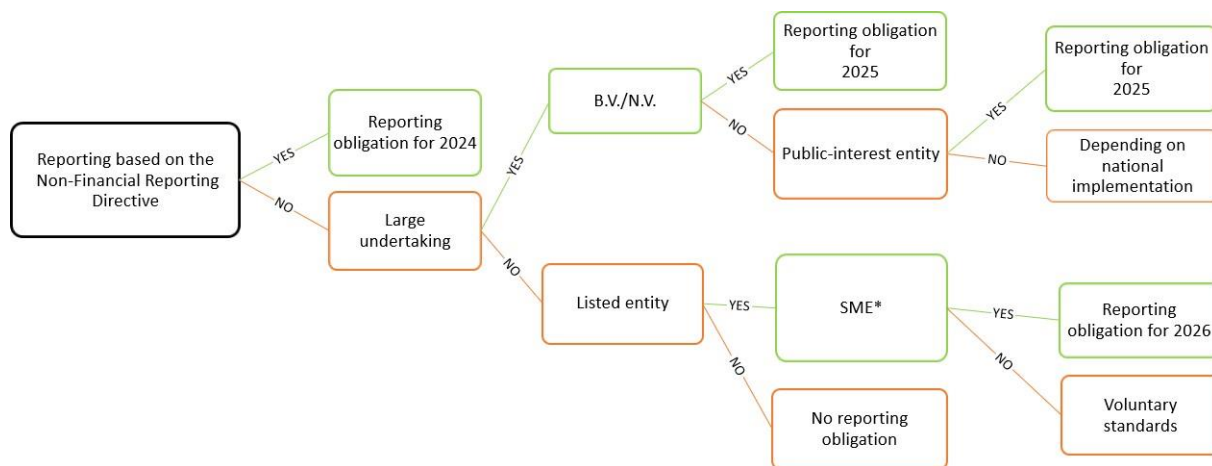 Reporting based on the
Non-Financial Reporting
Directive
YES
NO
Reporting
obligation for 2024
Large
undertaking
YES
NO
B.V./N.V.
Listed entity
YES
NO
YES
NO
Reporting obligation
for
2025
Public-interest entity
SME*
No reporting
obligation
YES
NO
YES
NO
Reporting obligation
for
2025
Depending on
national
implementation
Reporting
obligation for 2026
Voluntary
standards